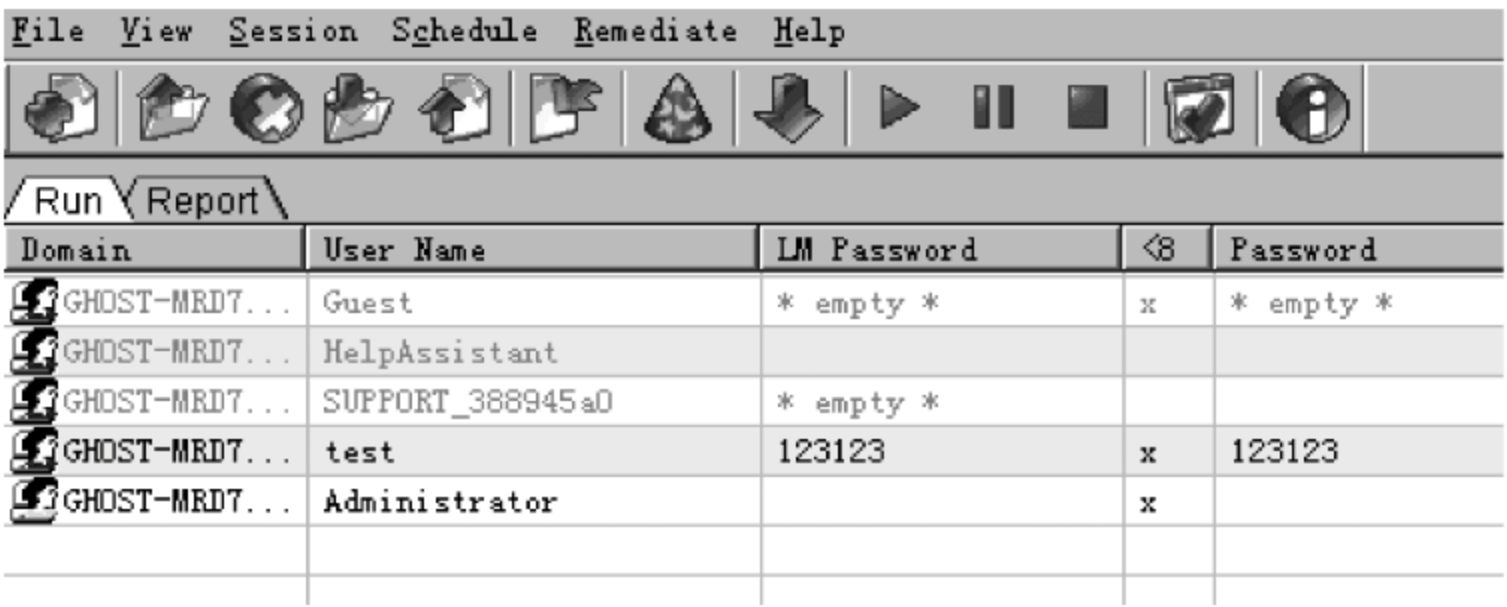 File View Session Schedule Remediate Help
Run Report
Domain User Name LM Password <8 Password
GHOST-MRD7... Guest * empty * x * empty *
GHOST-MRD7... HelpAssistant
GHOST-MRD7... SUPPORT_388945a0 * empty *
GHOST-MRD7... test 123123 x 123123
GHOST-MRD7... Administrator x